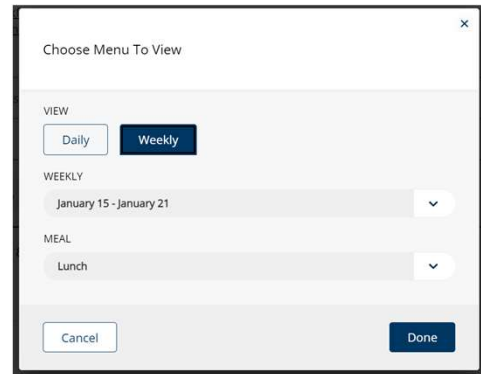 Choose Menu To View
VIEW
Daily Weekly
WEEKLY
January 15 - January 21
MEAL
Lunch
Cancel Done